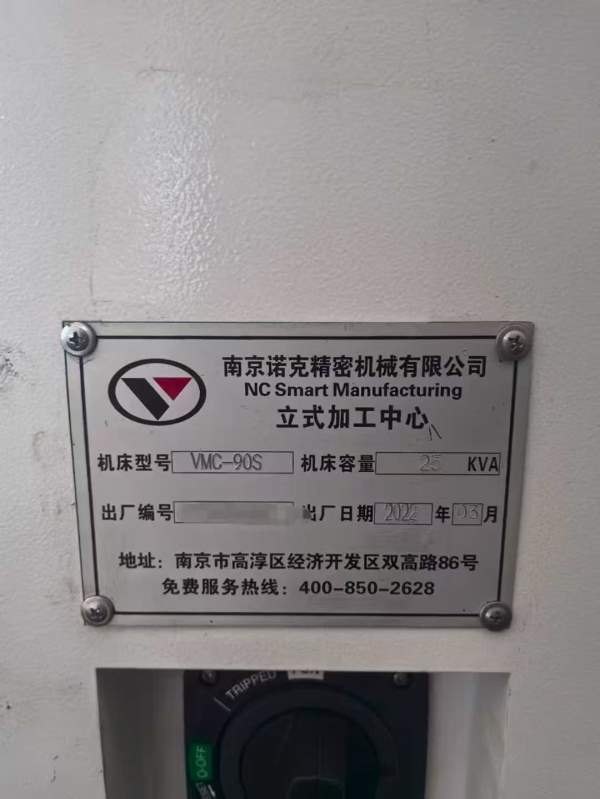 南京诺克精密机械有限公司
NC Smart Manufacturing
立式加工中心
机床型号 VMC-90S 机床容量 25 KVA
出厂编号 出厂日期 2022 年 03 月
地址：南京市高淳区经济开发区双高路86号
免费服务热线：400-850-2628
TRIPPED
O-OFF